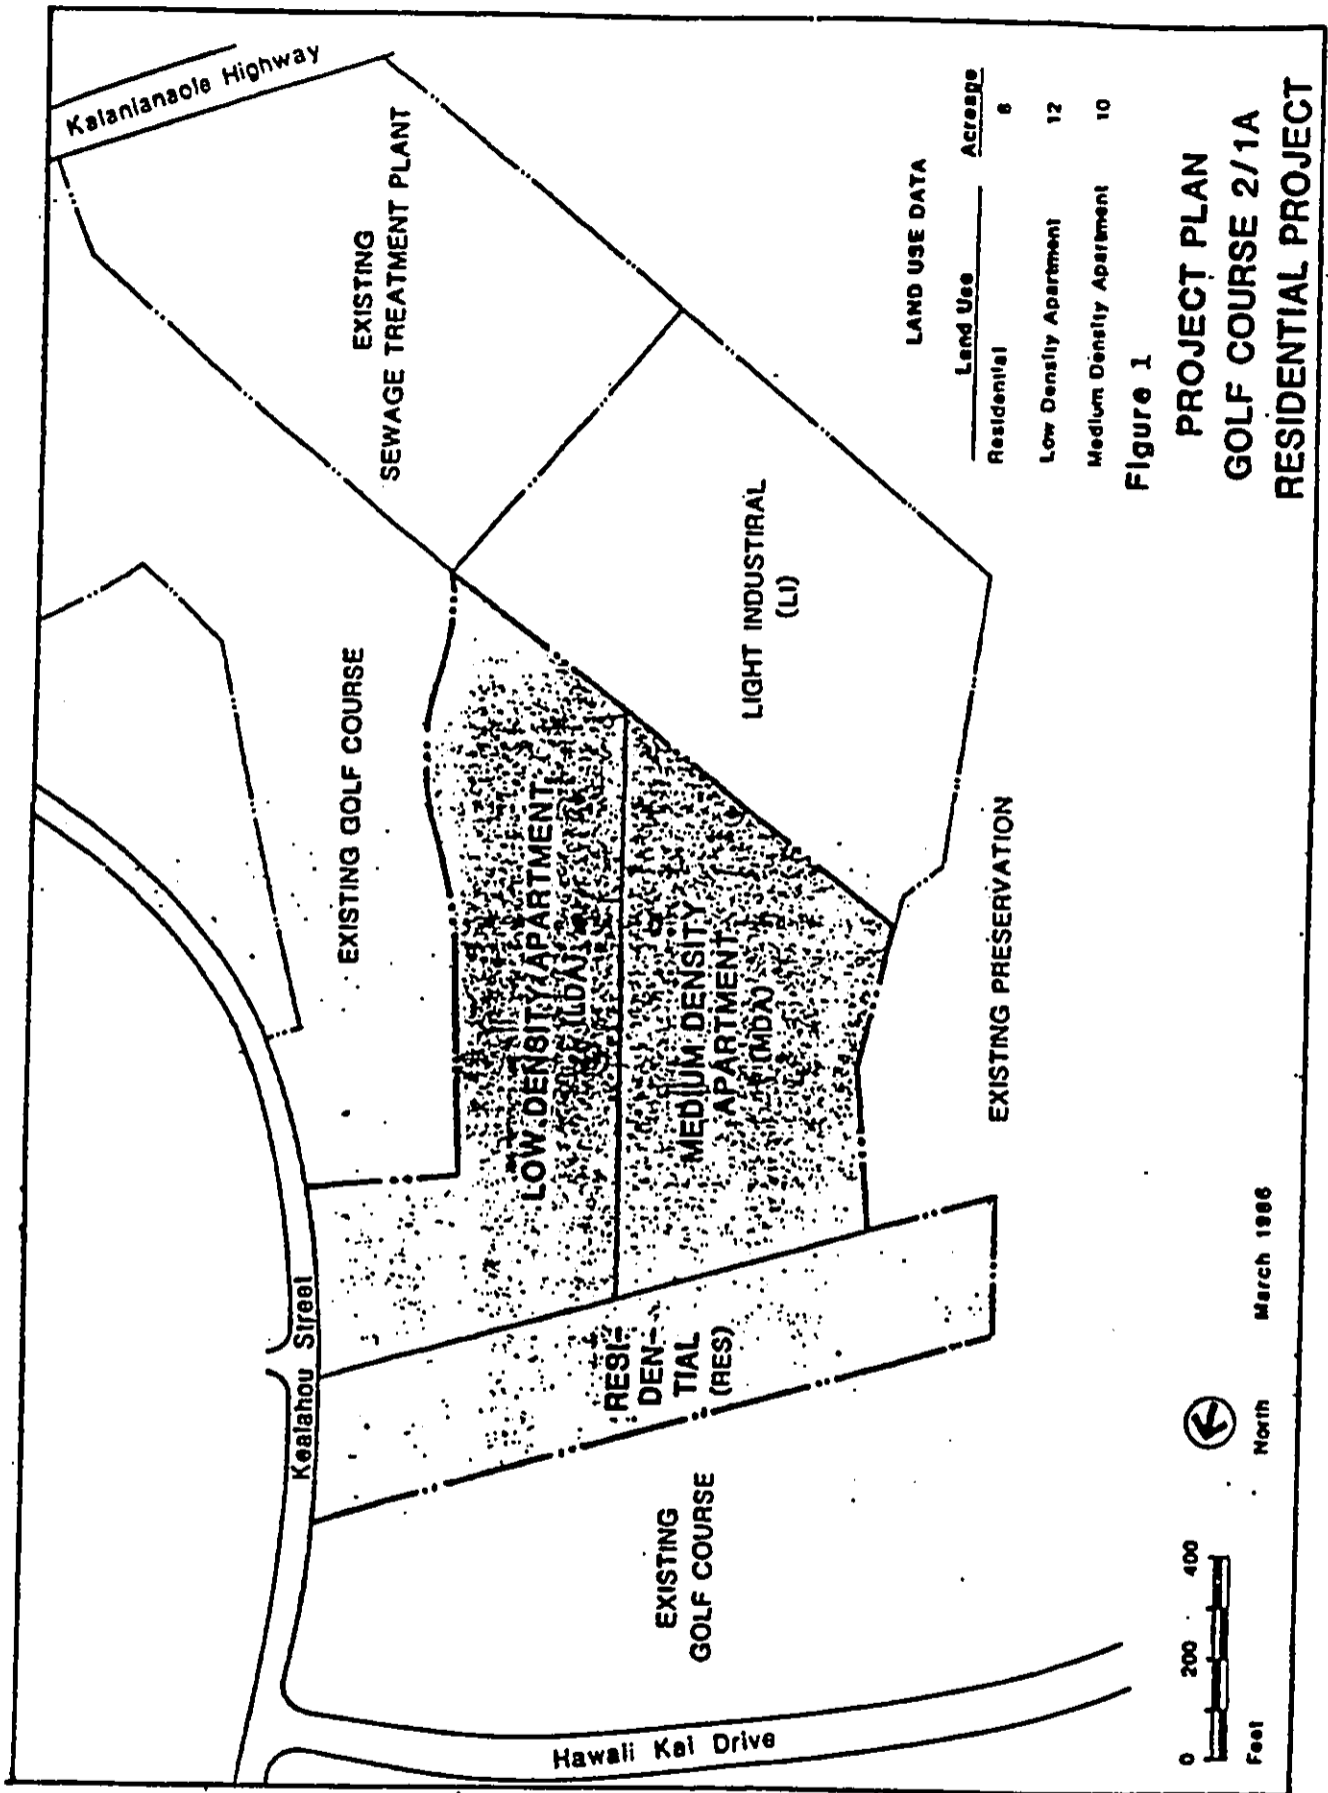 Kalanianaole Highway
EXISTING
SEWAGE TREATMENT PLANT
EXISTING GOLF COURSE
LOW DENSITY APARTMENT
(LDA)
MEDIUM DENSITY
APARTMENT
(MDA)
LIGHT INDUSTIRAL
(LI)
RESI-
DEN-
TIAL
(RES)
Kealahou Street
EXISTING
GOLF COURSE
EXISTING PRESERVATION
Hawaii Kai Drive
LAND USE DATA
Land Use Acreage
Residential 6
Low Density Apartment 12
Medium Density Apartment 10
Figure 1
PROJECT PLAN
GOLF COURSE 2/1A
RESIDENTIAL PROJECT
0 200 400
Feet
North
March 1986